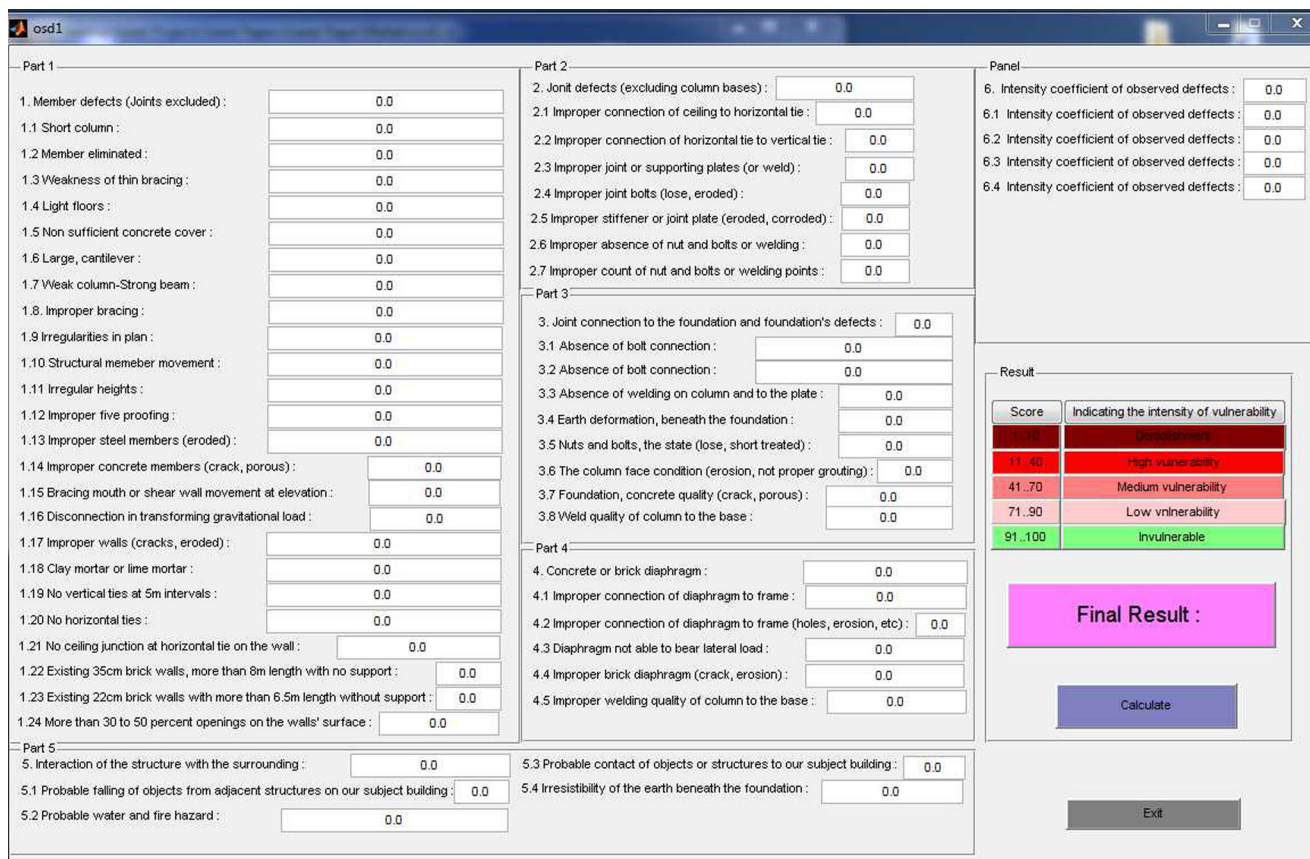 osd1
Part 1
1. Member defects (Joints excluded) : 0.0
1.1 Short column : 0.0
1.2 Member eliminated : 0.0
1.3 Weakness of thin bracing : 0.0
1.4 Light floors : 0.0
1.5 Non sufficient concrete cover : 0.0
1.6 Large, cantilever : 0.0
1.7 Weak column-Strong beam : 0.0
1.8. Improper bracing : 0.0
1.9 Irregularities in plan : 0.0
1.10 Structural memeber movement : 0.0
1.11 Irregular heights : 0.0
1.12 Improper five proofing : 0.0
1.13 Improper steel members (eroded) : 0.0
1.14 Improper concrete members (crack, porous) : 0.0
1.15 Bracing mouth or shear wall movement at elevation : 0.0
1.16 Disconnection in transforming gravitational load : 0.0
1.17 Improper walls (cracks, eroded) : 0.0
1.18 Clay mortar or lime mortar : 0.0
1.19 No vertical ties at 5m intervals : 0.0
1.20 No horizontal ties : 0.0
1.21 No ceiling junction at horizontal tie on the wall : 0.0
1.22 Existing 35cm brick walls, more than 8m length with no support : 0.0
1.23 Existing 22cm brick walls with more than 6.5m length without support : 0.0
1.24 More than 30 to 50 percent openings on the walls' surface : 0.0
Part 2
2. Jonit defects (excluding column bases) : 0.0
2.1 Improper connection of ceiling to horizontal tie : 0.0
2.2 Improper connection of horizontal tie to vertical tie : 0.0
2.3 Improper joint or supporting plates (or weld) : 0.0
2.4 Improper joint bolts (lose, eroded) : 0.0
2.5 Improper stiffener or joint plate (eroded, corroded) : 0.0
2.6 Improper absence of nut and bolts or welding : 0.0
2.7 Improper count of nut and bolts or welding points : 0.0
Part 3
3. Joint connection to the foundation and foundation's defects : 0.0
3.1 Absence of bolt connection : 0.0
3.2 Absence of bolt connection : 0.0
3.3 Absence of welding on column and to the plate : 0.0
3.4 Earth deformation, beneath the foundation : 0.0
3.5 Nuts and bolts, the state (lose, short treated) : 0.0
3.6 The column face condition (erosion, not proper grouting) : 0.0
3.7 Foundation, concrete quality (crack, porous) : 0.0
3.8 Weld quality of column to the base : 0.0
Part 4
4. Concrete or brick diaphragm : 0.0
4.1 Improper connection of diaphragm to frame : 0.0
4.2 Improper connection of diaphragm to frame (holes, erosion, etc) : 0.0
4.3 Diaphragm not able to bear lateral load : 0.0
4.4 Improper brick diaphragm (crack, erosion) : 0.0
4.5 Improper welding quality of column to the base : 0.0
Part 5
5. Interaction of the structure with the surrounding : 0.0
5.1 Probable falling of objects from adjacent structures on our subject building : 0.0
5.2 Probable water and fire hazard : 0.0
5.3 Probable contact of objects or structures to our subject building : 0.0
5.4 Irresistibility of the earth beneath the foundation : 0.0
Panel
6. Intensity coefficient of observed deffects : 0.0
6.1 Intensity coefficient of observed deffects : 0.0
6.2 Intensity coefficient of observed deffects : 0.0
6.3 Intensity coefficient of observed deffects : 0.0
6.4 Intensity coefficient of observed deffects : 0.0
Result
Score Indicating the intensity of vulnerability
1..10 Demolishment
11..40 High vulnerability
41..70 Medium vulnerability
71..90 Low vnlnerability
91..100 Invulnerable
Final Result :
Calculate
Exit